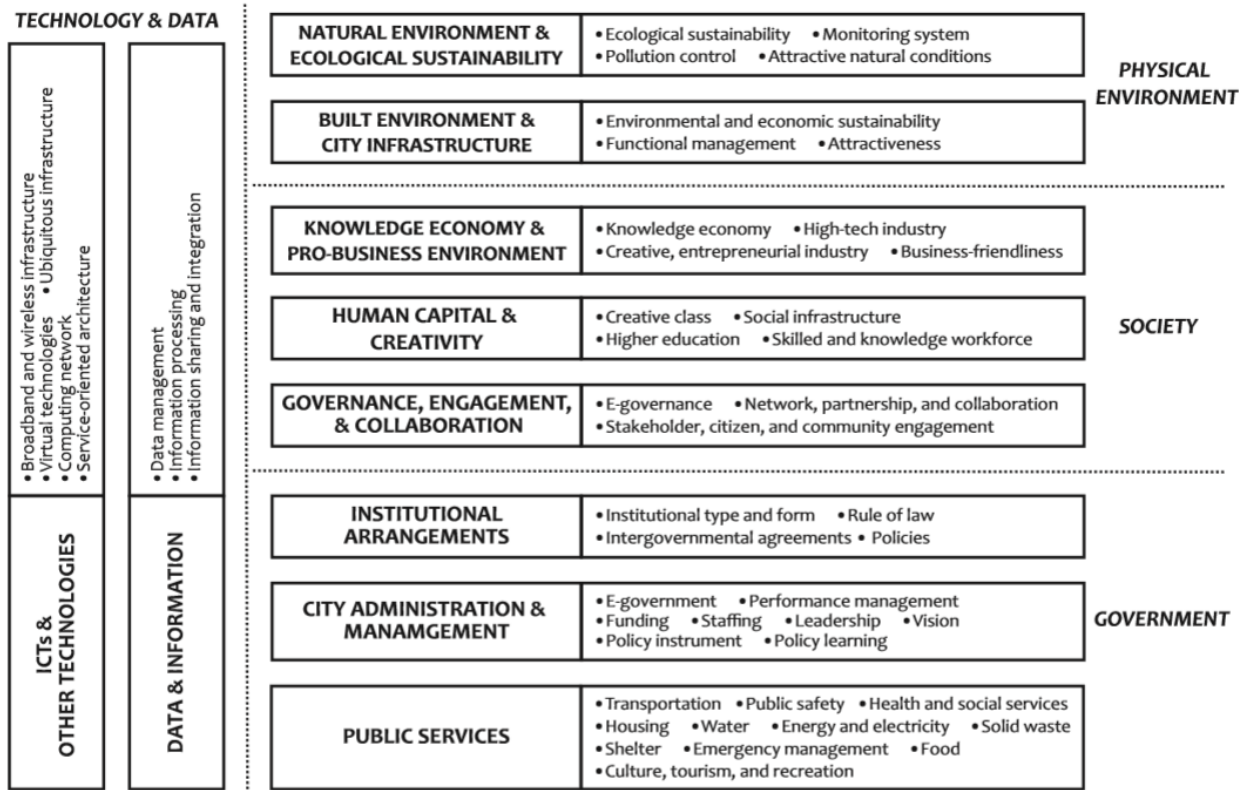 TECHNOLOGY & DATA
• Broadband and wireless infrastructure
• Virtual technologies • Ubiquitous infrastructure
• Computing network
• Service-oriented architecture
ICTs &
OTHER TECHNOLOGIES
• Data management
• Information processing
• Information sharing and integration
DATA & INFORMATION
NATURAL ENVIRONMENT &
ECOLOGICAL SUSTAINABILITY
• Ecological sustainability • Monitoring system
• Pollution control • Attractive natural conditions
BUILT ENVIRONMENT &
CITY INFRASTRUCTURE
• Environmental and economic sustainability
• Functional management • Attractiveness
PHYSICAL
ENVIRONMENT
KNOWLEDGE ECONOMY &
PRO-BUSINESS ENVIRONMENT
• Knowledge economy • High-tech industry
• Creative, entrepreneurial industry • Business-friendliness
HUMAN CAPITAL &
CREATIVITY
• Creative class • Social infrastructure
• Higher education • Skilled and knowledge workforce
GOVERNANCE, ENGAGEMENT,
& COLLABORATION
• E-governance • Network, partnership, and collaboration
• Stakeholder, citizen, and community engagement
SOCIETY
INSTITUTIONAL
ARRANGEMENTS
• Institutional type and form • Rule of law
• Intergovernmental agreements • Policies
CITY ADMINISTRATION &
MANAMGEMENT
• E-government • Performance management
• Funding • Staffing • Leadership • Vision
• Policy instrument • Policy learning
PUBLIC SERVICES
• Transportation • Public safety • Health and social services
• Housing • Water • Energy and electricity • Solid waste
• Shelter • Emergency management • Food
• Culture, tourism, and recreation
GOVERNMENT